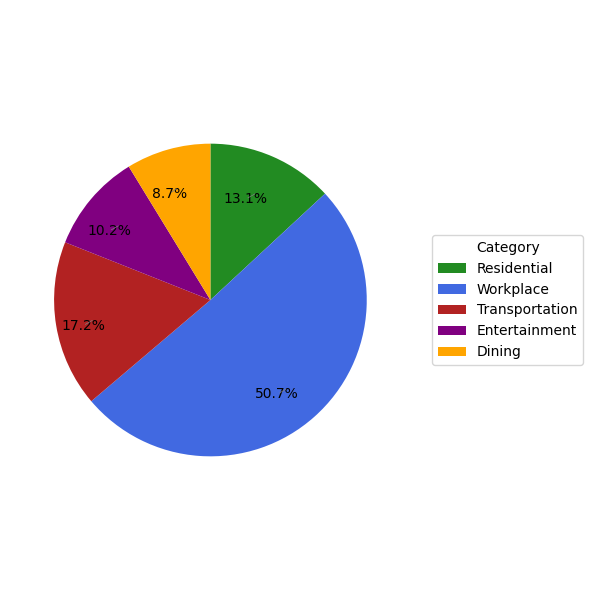 8.7%
13.1%
10.2%
17.2%
50.7%
Category
Residential
Workplace
Transportation
Entertainment
Dining